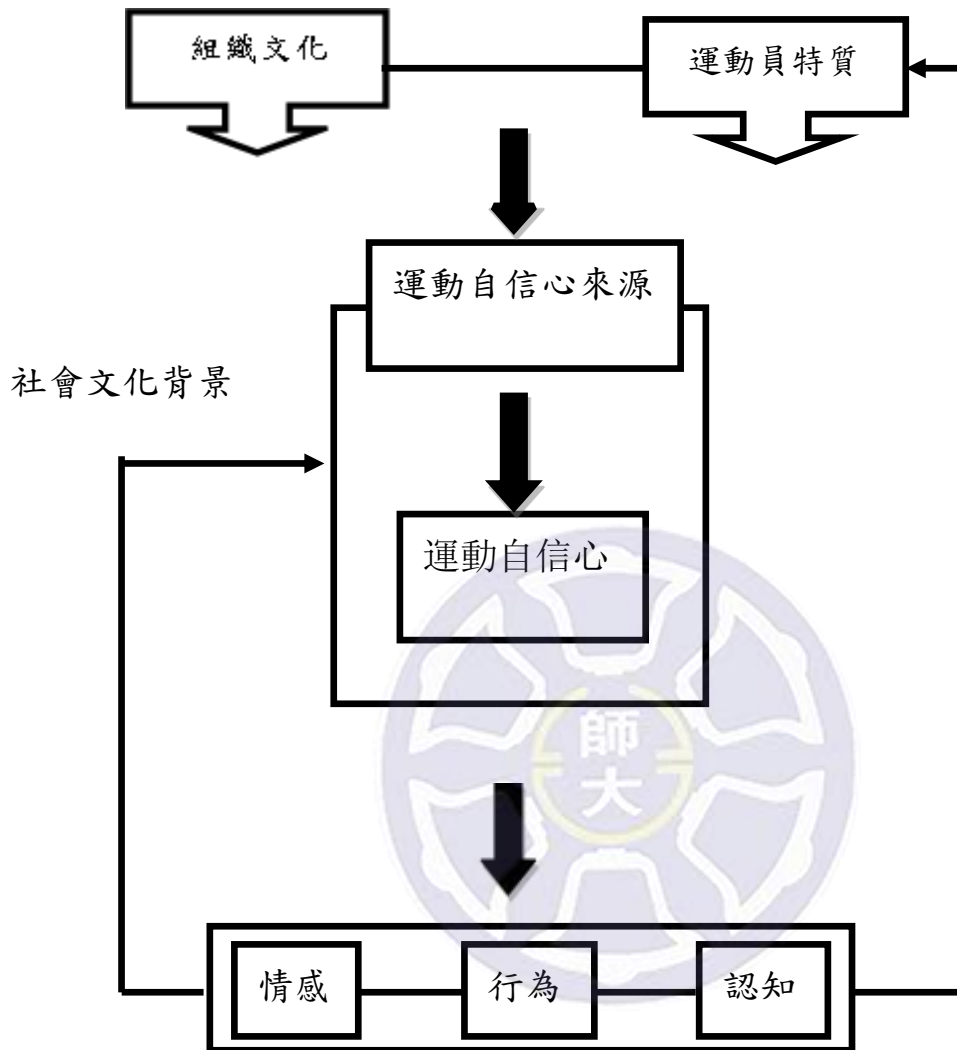 組織文化
運動員特質
運動自信心來源
社會文化背景
運動自信心
師
大
情感
行為
認知